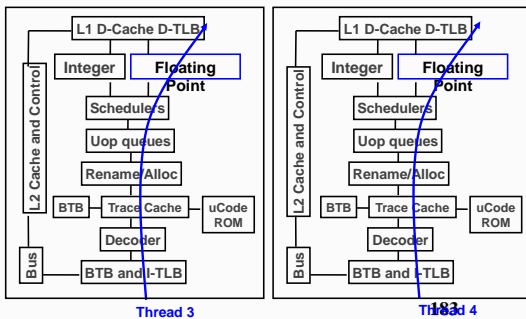 L1 D-Cache D-TLB
Integer
Floating
Point
L2 Cache and Control
Schedulers
Uop queues
Rename/Alloc
BTB
Trace Cache
uCode
ROM
Decoder
Bus
BTB and I-TLB
Thread 3
L1 D-Cache D-TLB
Integer
Floating
Point
L2 Cache and Control
Schedulers
Uop queues
Rename/Alloc
BTB
Trace Cache
uCode
ROM
Decoder
Bus
BTB and I-TLB
Thread 4
183